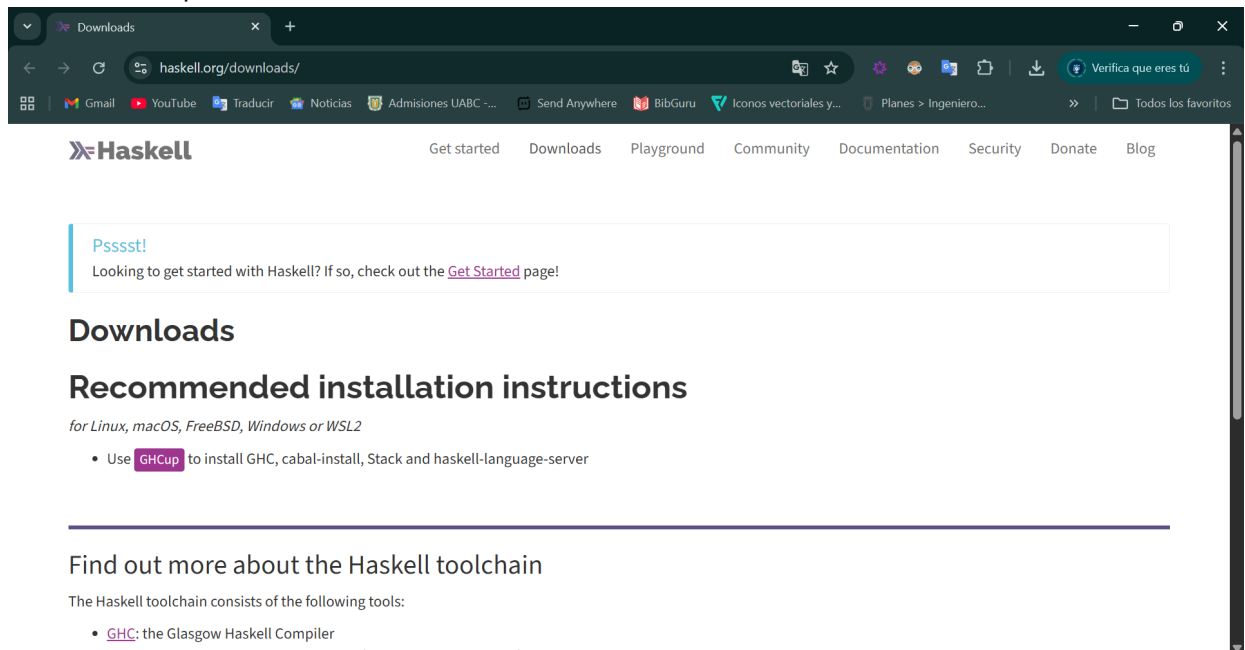 Downloads
haskell.org/downloads/
Verifica que eres tú
Gmail YouTube Traducir Noticias Admisiones UABC -... Send Anywhere BibGuru Iconos vectoriales y... Planes > Ingeniero... » Todos los favoritos
Haskell Get started Downloads Playground Community Documentation Security Donate Blog
Psssst!
Looking to get started with Haskell? If so, check out the Get Started page!
Downloads
Recommended installation instructions
for Linux, macOS, FreeBSD, Windows or WSL2
• Use GHCup to install GHC, cabal-install, Stack and haskell-language-server
Find out more about the Haskell toolchain
The Haskell toolchain consists of the following tools:
• GHC: the Glasgow Haskell Compiler